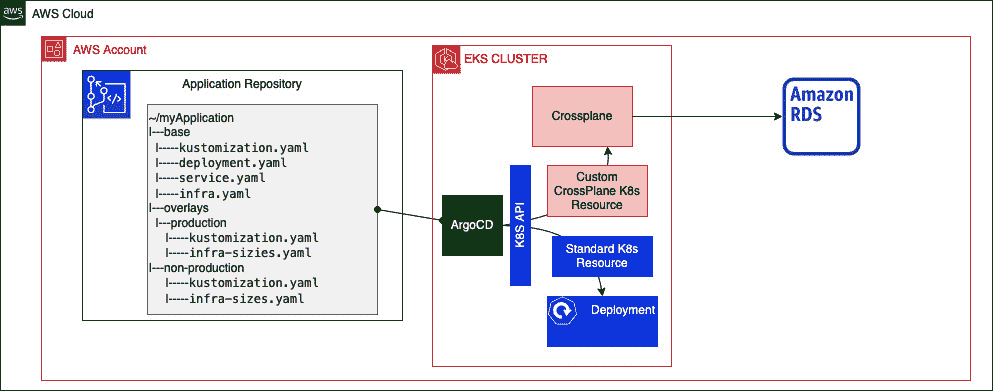 aws
AWS Cloud
AWS Account
Application Repository
~/myApplication
|---base
|-----kustomization.yaml
|-----deployment.yaml
|-----service.yaml
|-----infra.yaml
|---overlays
|---production
|-----kustomization.yaml
|-----infra-sizies.yaml
|---non-production
|-----kustomization.yaml
|-----infra-sizes.yaml
EKS CLUSTER
Crossplane
Custom
CrossPlane K8s
Resource
ArgoCD
K8S API
Standard K8s
Resource
Deployment
Amazon
RDS